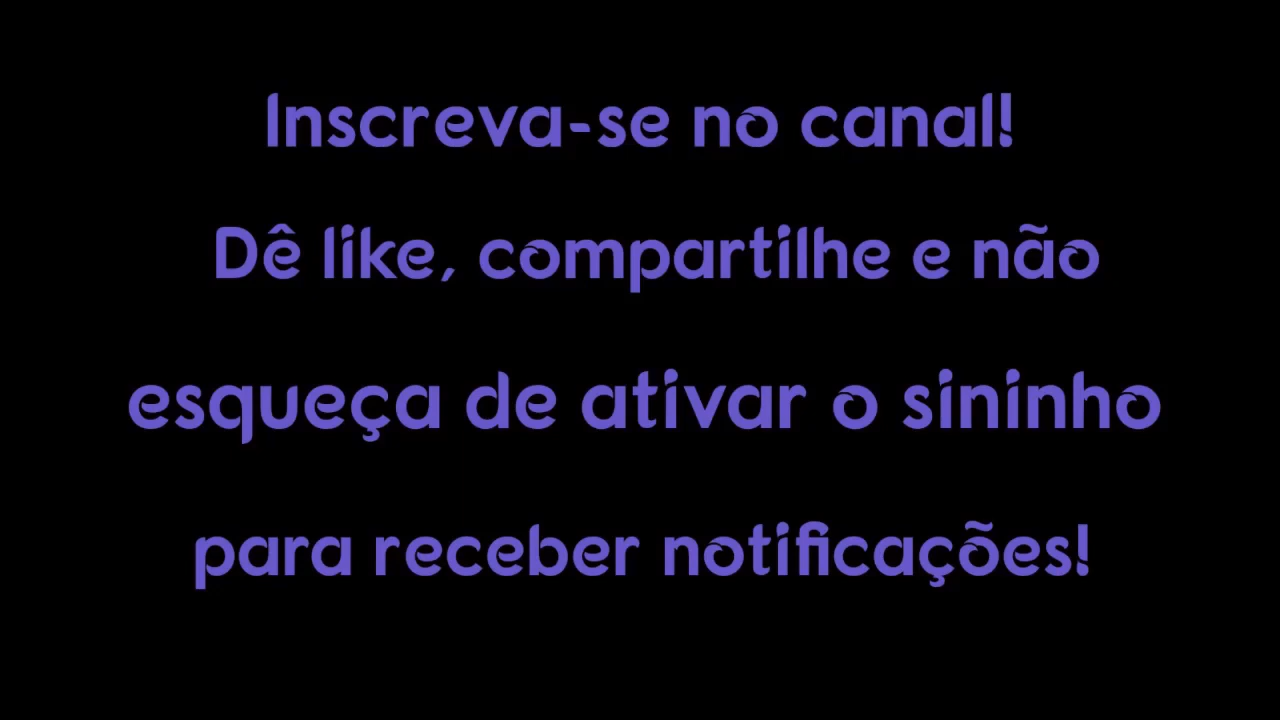 Inscreva-se no canal!
Dê like, compartilhe e não
esqueça de ativar o sininho
para receber notificações!